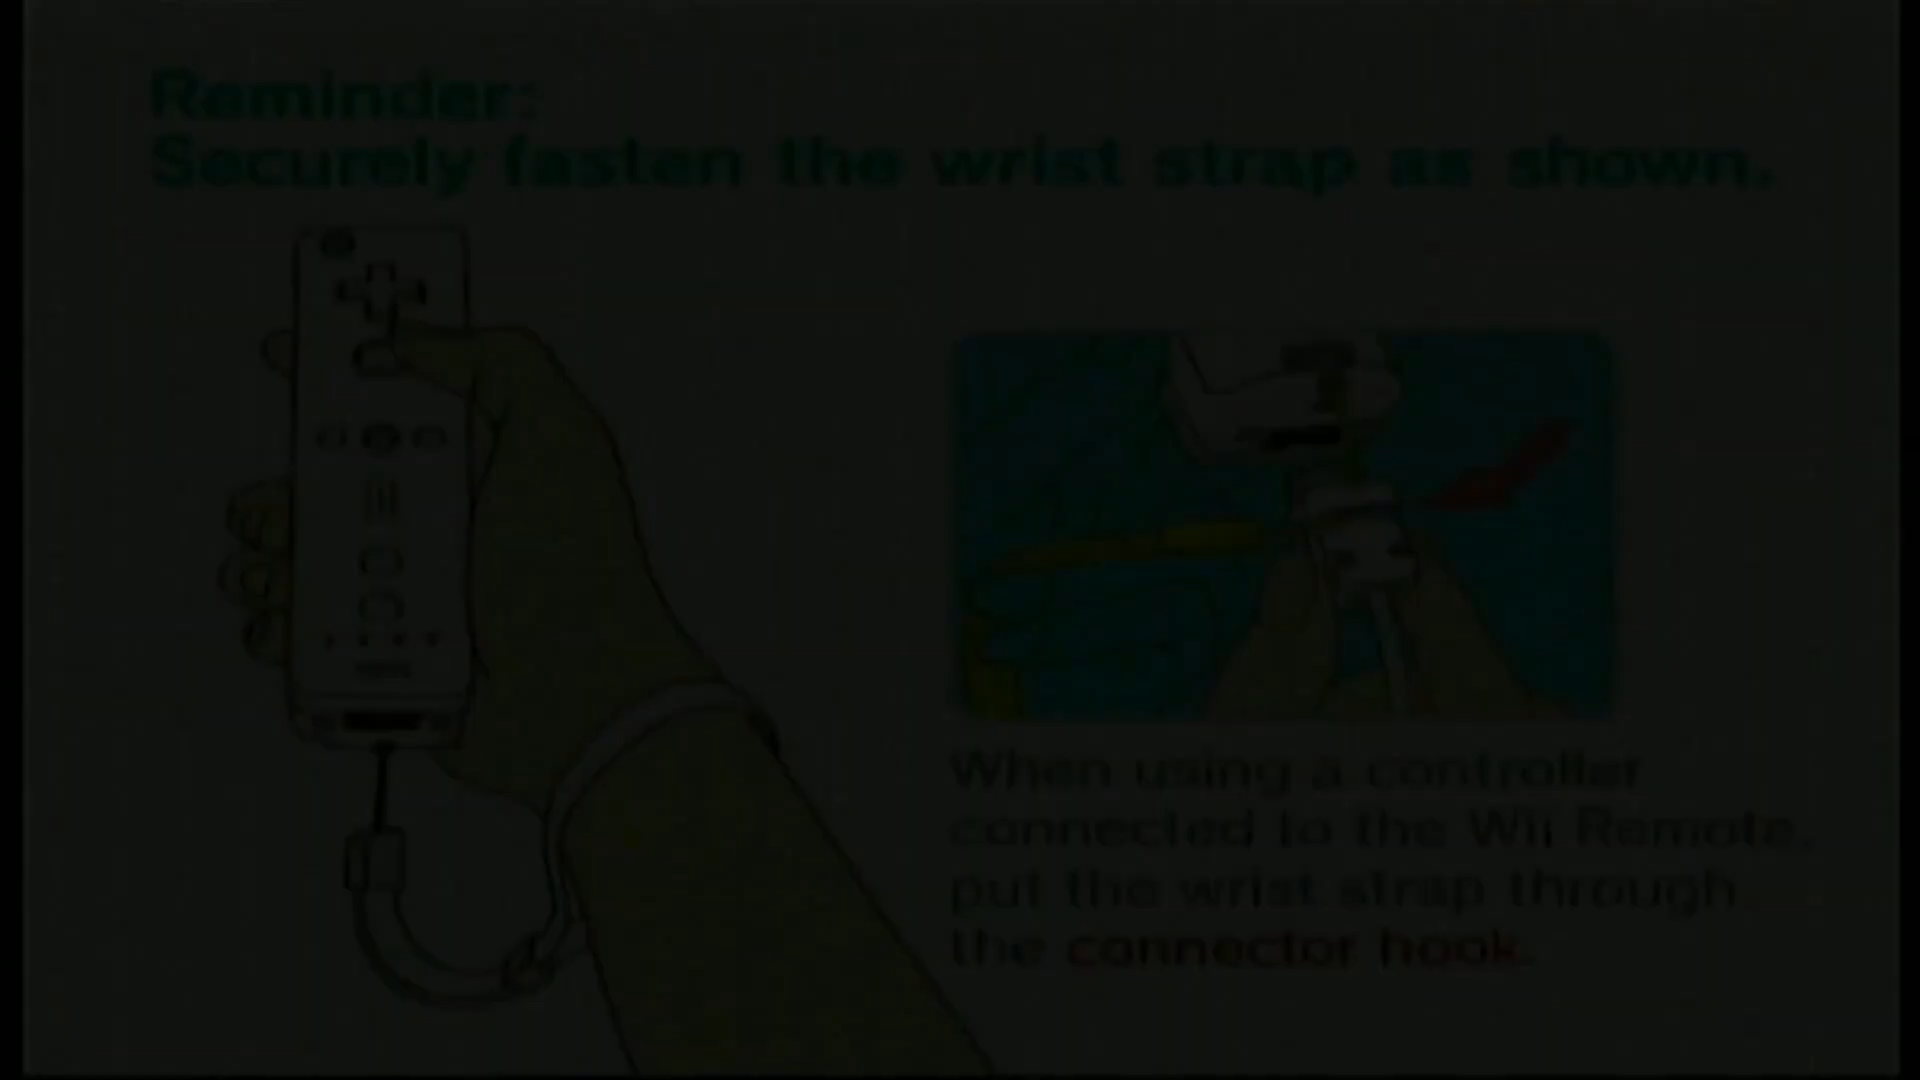 Reminder:
Securely fasten the wrist strap as shown.
When using a controller
connected to the Wii Remote,
put the wrist strap through
the connector hook.